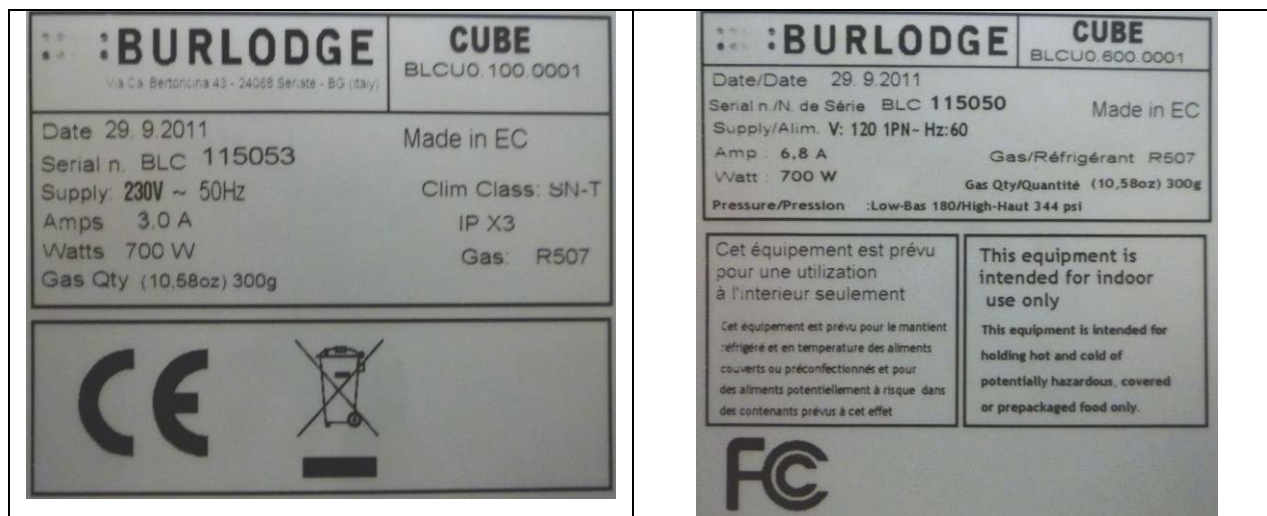 BURLODGE
Via Ca Bertoncina 43 - 24068 Seriate - BG (Italy)
CUBE
BLCU0.100.0001
Date 29. 9.2011
Made in EC
Serial n. BLC 115053
Supply: 230V ~ 50Hz
Clim Class: SN-T
Amps 3.0 A
IP X3
Watts 700 W
Gas: R507
Gas Qty (10,58oz) 300g
CE
BURLODGE
CUBE
BLCU0.600.0001
Date/Date 29. 9.2011
Serial n./N. de Série BLC 115050
Made in EC
Supply/Alim. V: 120 1PN~ Hz:60
Amp : 6,8 A
Gas/Réfrigérant R507
Watt : 700 W
Gas Qty/Quantité (10,58oz) 300g
Pressure/Pression :Low-Bas 180/High-Haut 344 psi
Cet équipement est prévu
pour une utilization
à l'interieur seulement
Cet équipement est prévu pour le mantient
réfrigéré et en temperature des aliments
couverts ou préconfectionnés et pour
des aliments potentiellement à risque dans
des contenants prévus à cet effet
This equipment is
intended for indoor
use only
This equipment is intended for
holding hot and cold of
potentially hazardous, covered
or prepackaged food only.
FC